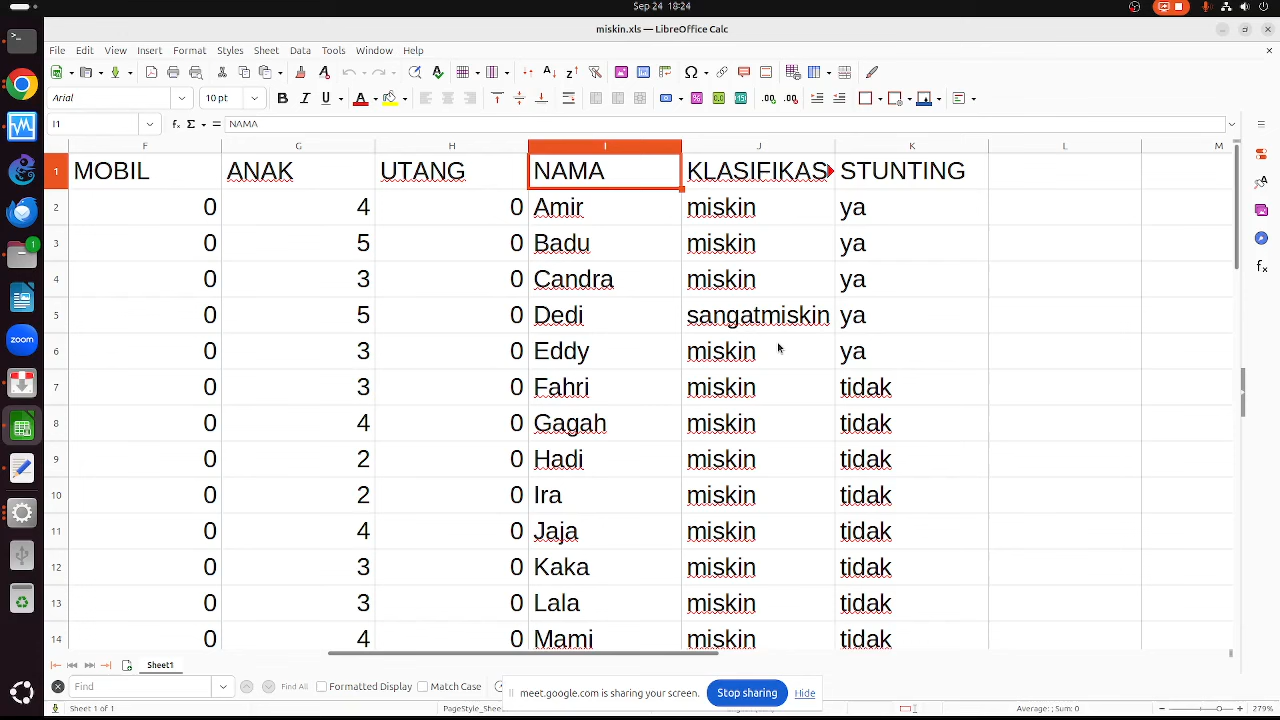 Sep 24 18:24
miskin.xls — LibreOffice Calc
File Edit View Insert Format Styles Sheet Data Tools Window Help
Arial 10 pt
I1 NAMA
F G H I J K L M
1 MOBIL ANAK UTANG NAMA KLASIFIKAS STUNTING
2 0 4 0 Amir miskin ya
3 0 5 0 Badu miskin ya
4 0 3 0 Candra miskin ya
5 0 5 0 Dedi sangatmiskin ya
6 0 3 0 Eddy miskin ya
7 0 3 0 Fahri miskin tidak
8 0 4 0 Gagah miskin tidak
9 0 2 0 Hadi miskin tidak
10 0 2 0 Ira miskin tidak
11 0 4 0 Jaja miskin tidak
12 0 3 0 Kaka miskin tidak
13 0 3 0 Lala miskin tidak
14 0 4 0 Mami miskin tidak
Sheet1
Find Find All Formatted Display Match Case
meet.google.com is sharing your screen. Stop sharing Hide
Sheet 1 of 1 PageStyle_Shee Average: ; Sum: 0 279%
zoom